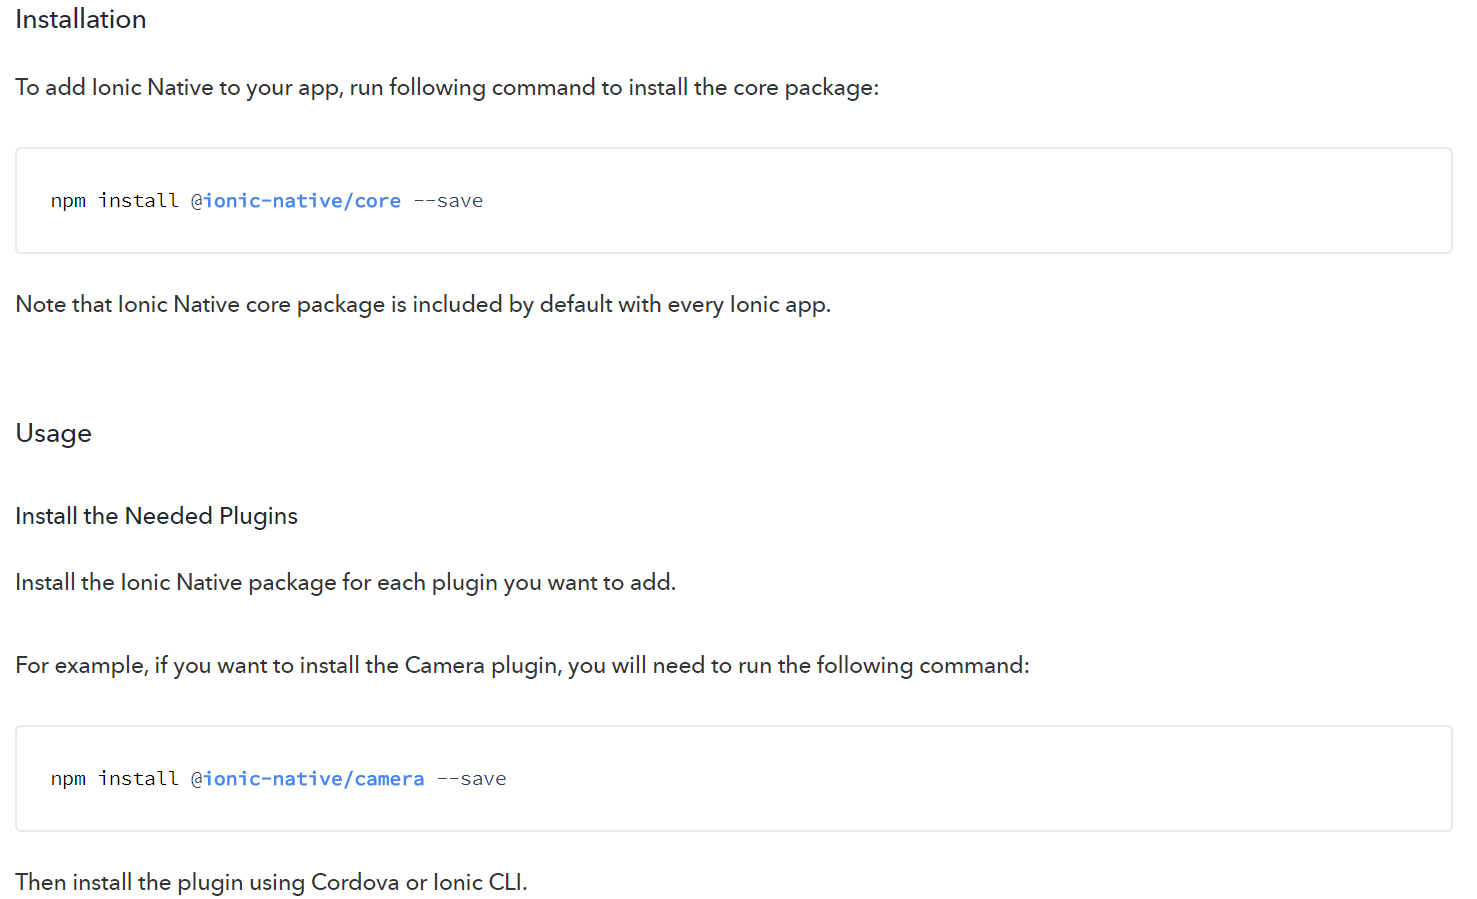 Installation
To add Ionic Native to your app, run following command to install the core package:
npm install @ionic-native/core --save
Note that Ionic Native core package is included by default with every Ionic app.
Usage
Install the Needed Plugins
Install the Ionic Native package for each plugin you want to add.
For example, if you want to install the Camera plugin, you will need to run the following command:
npm install @ionic-native/camera --save
Then install the plugin using Cordova or Ionic CLI.